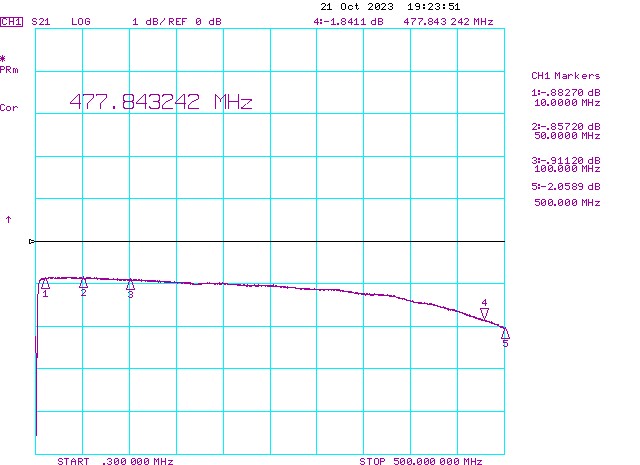 21 Oct 2023 19:23:51
CH1 S21 LOG 1 dB/REF 0 dB 4:-1.8411 dB 477.843 242 MHz
*
PRm
CH1 Markers
1:-.88270 dB
10.0000 MHz
477.843242 MHz
Cor
2:-.85720 dB
50.0000 MHz
3:-.91120 dB
100.000 MHz
5:-2.0589 dB
500.000 MHz
↑
1
2
3
4
5
START .300 000 MHz STOP 500.000 000 MHz